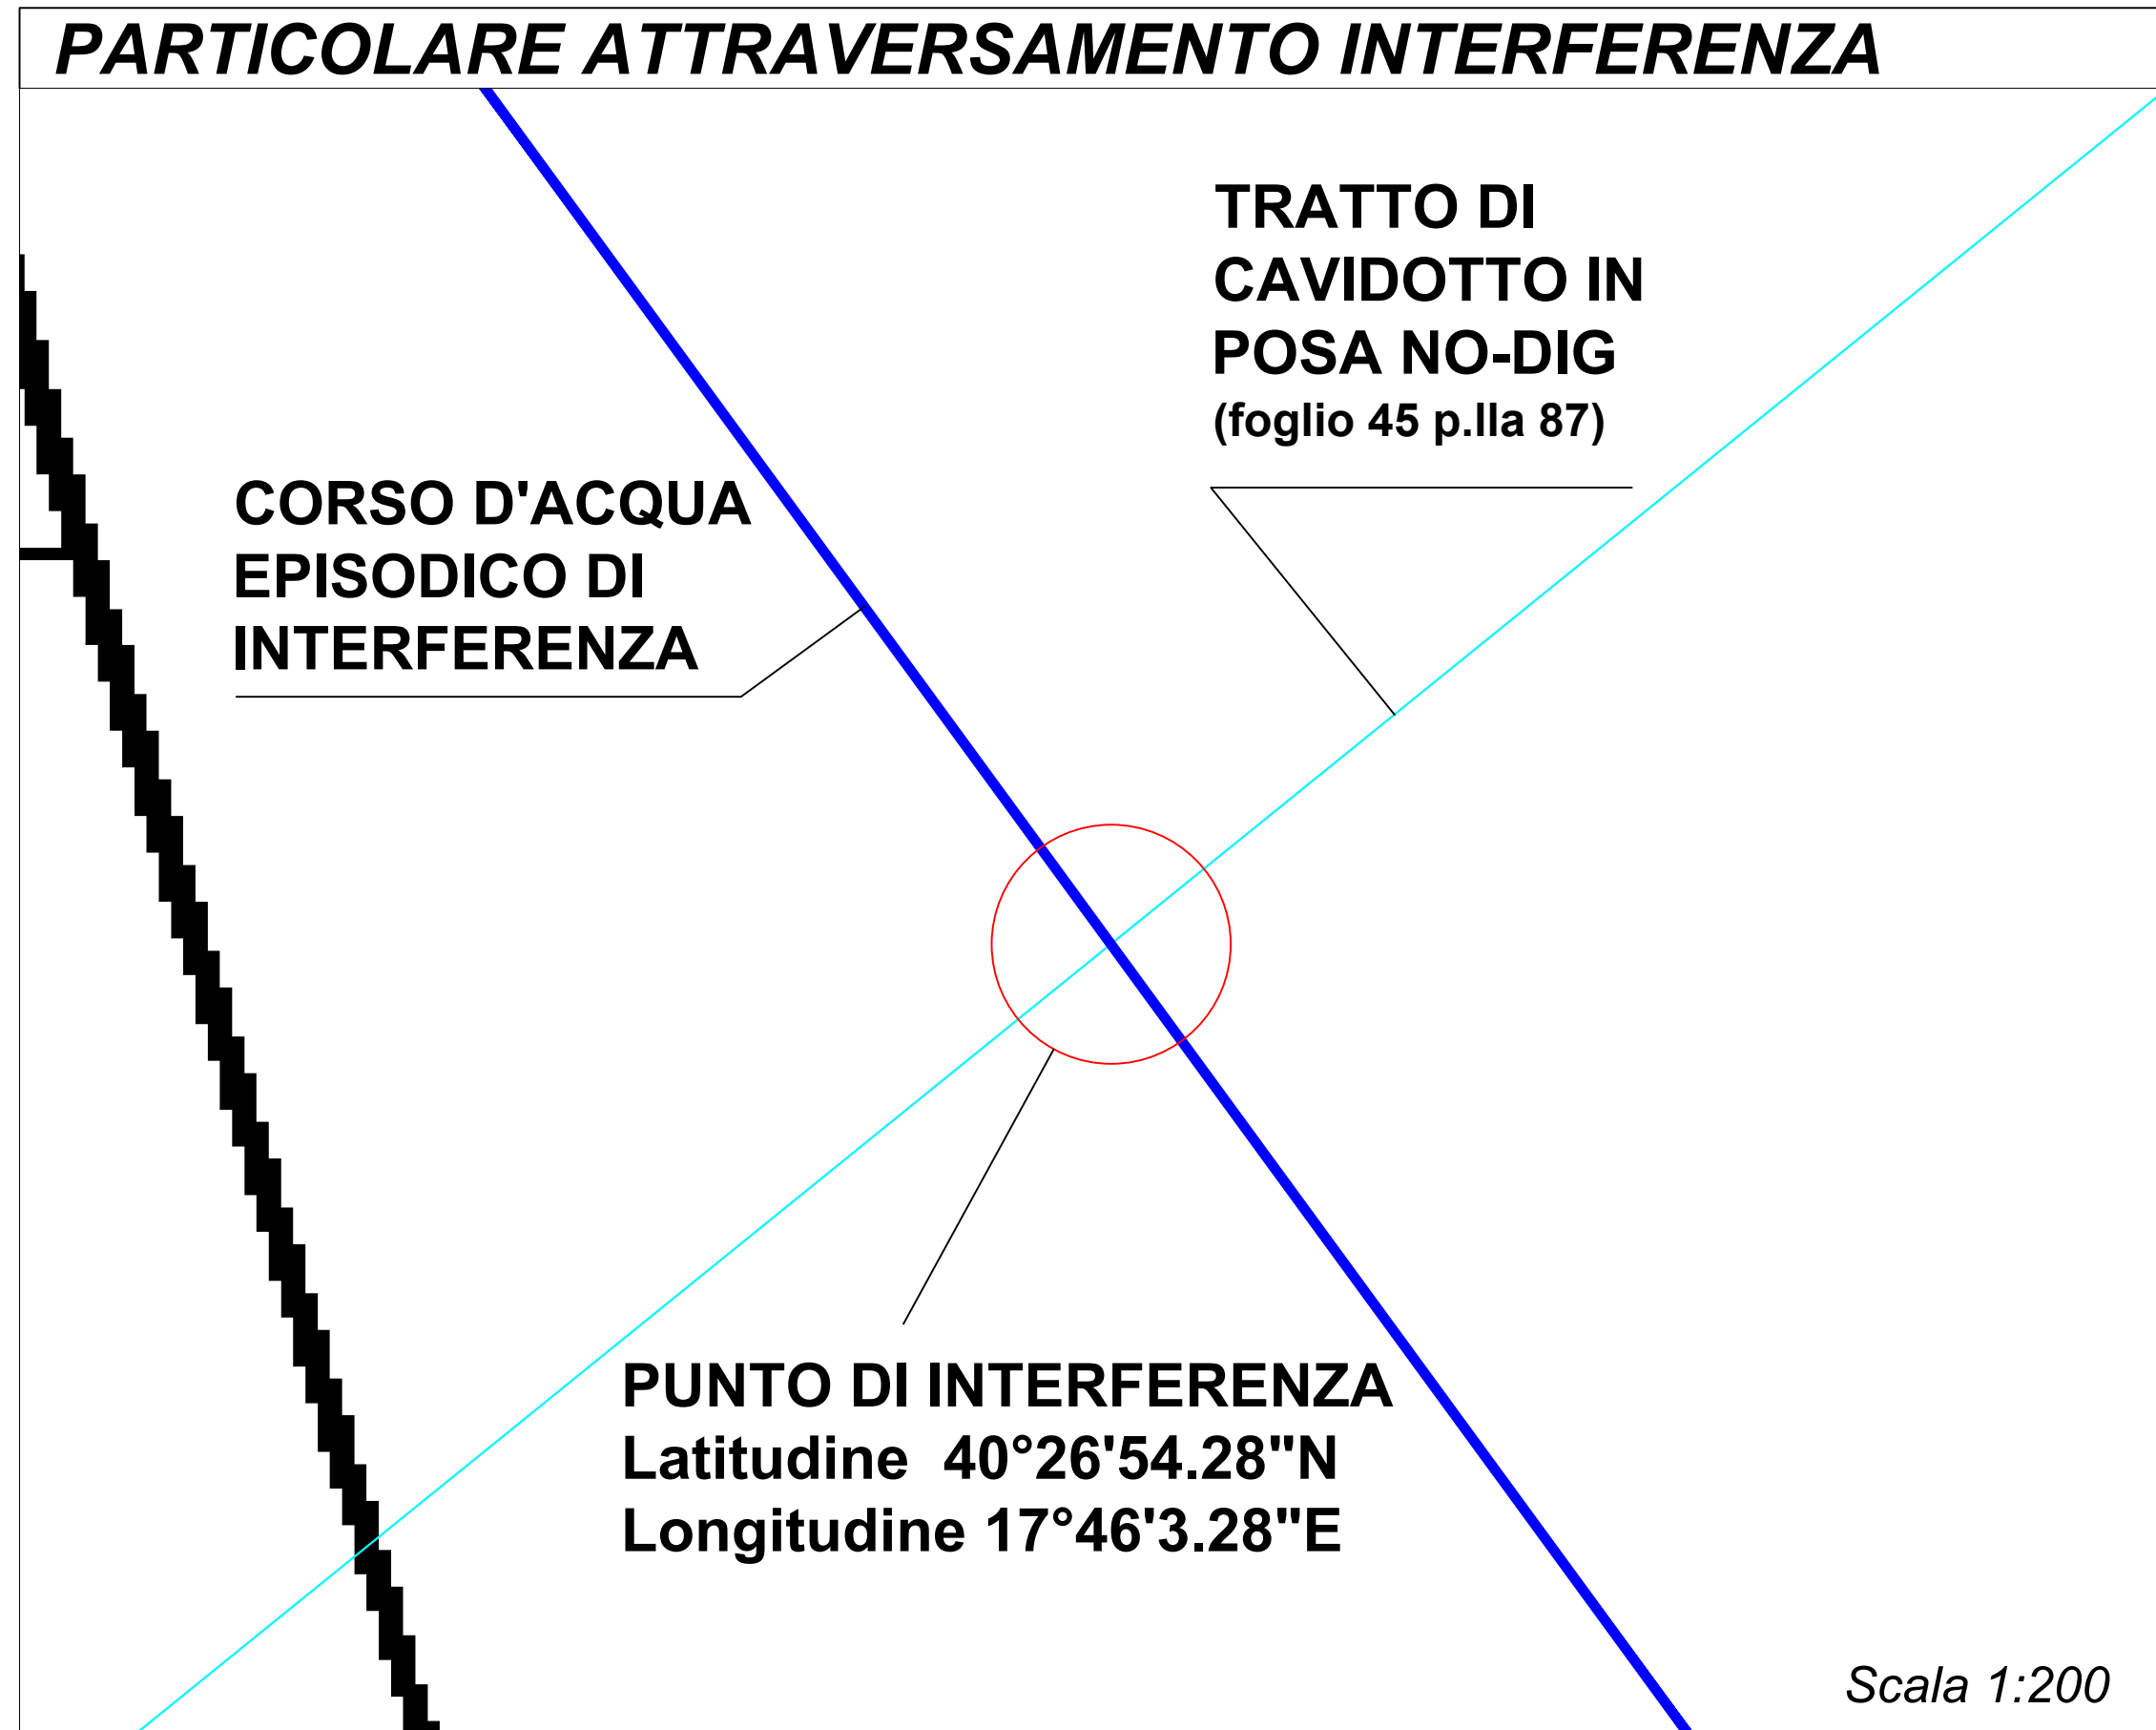 PARTICOLARE ATTRAVERSAMENTO INTERFERENZA
TRATTO DI
CAVIDOTTO IN
POSA NO-DIG
(foglio 45 p.lla 87)
CORSO D'ACQUA
EPISODICO DI
INTERFERENZA
PUNTO DI INTERFERENZA
Latitudine 40°26'54.28"N
Longitudine 17°46'3.28"E
Scala 1:200